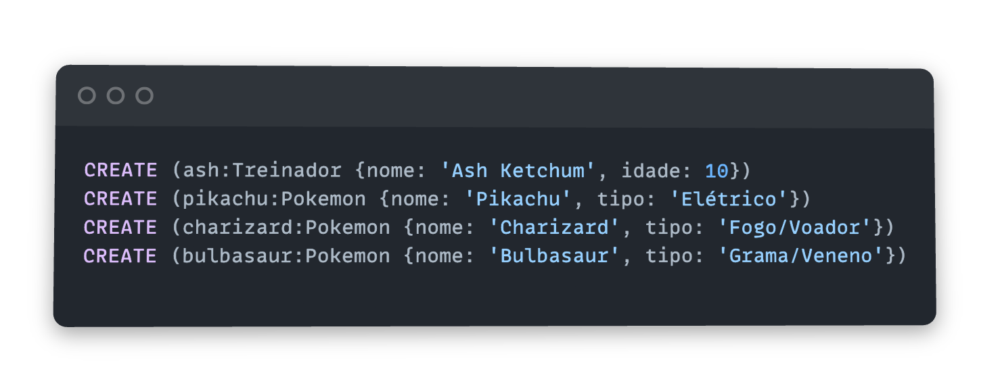 CREATE (ash:Treinador {nome: 'Ash Ketchum', idade: 10})
CREATE (pikachu:Pokemon {nome: 'Pikachu', tipo: 'Elétrico'})
CREATE (charizard:Pokemon {nome: 'Charizard', tipo: 'Fogo/Voador'})
CREATE (bulbasaur:Pokemon {nome: 'Bulbasaur', tipo: 'Grama/Veneno'})